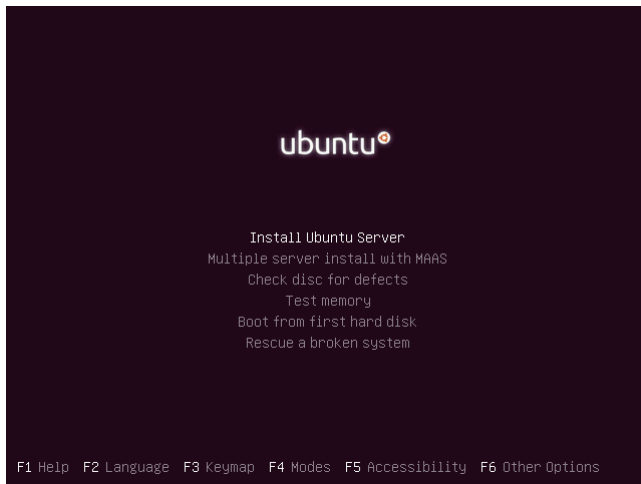 ubuntu
Install Ubuntu Server
Multiple server install with MAAS
Check disc for defects
Test memory
Boot from first hard disk
Rescue a broken system
F1 Help F2 Language F3 Keymap F4 Modes F5 Accessibility F6 Other Options